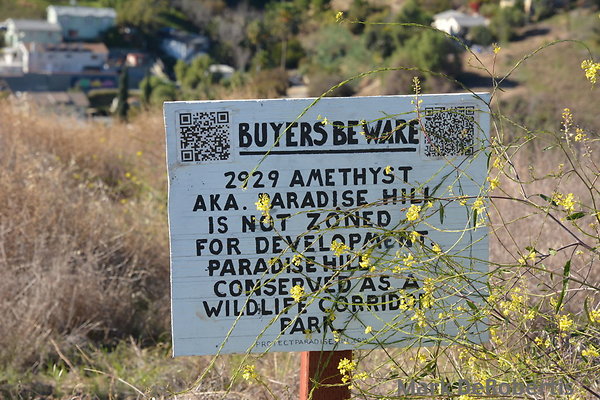 BUYERS BEWARE
2929 AMETHYST
AKA. PARADISE HILL
IS NOT ZONED
FOR DEVELOPMENT
PARADISE HILL
CONSERVED AS A
WILDLIFE CORRIDOR
PARK.
Mark